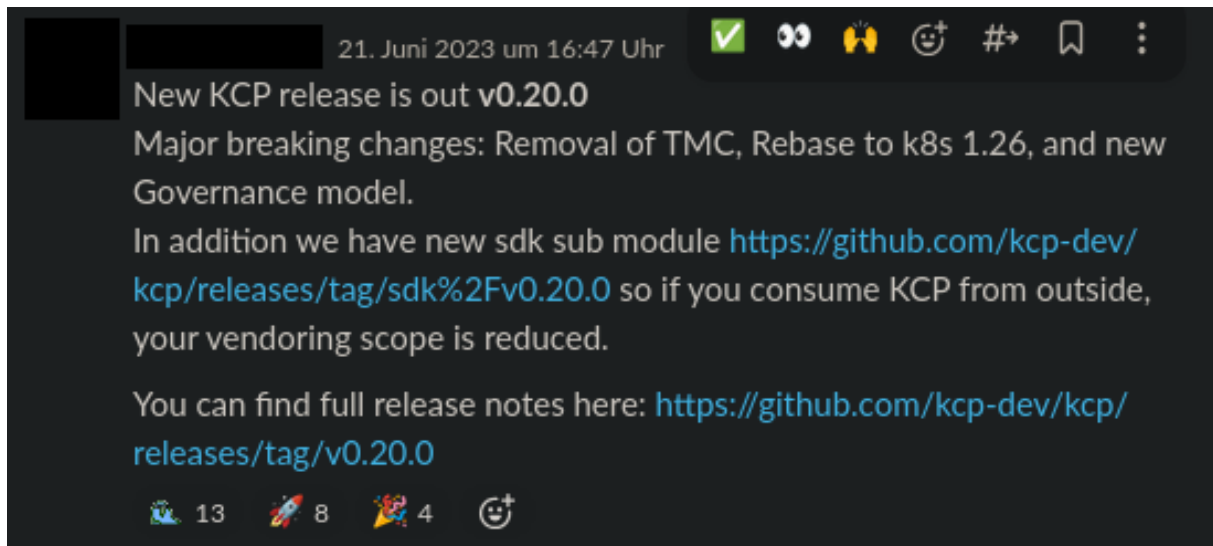 21. Juni 2023 um 16:47 Uhr
New KCP release is out v0.20.0
Major breaking changes: Removal of TMC, Rebase to k8s 1.26, and new
Governance model.
In addition we have new sdk sub module https://github.com/kcp-dev/
kcp/releases/tag/sdk%2Fv0.20.0 so if you consume KCP from outside,
your vendoring scope is reduced.
You can find full release notes here: https://github.com/kcp-dev/kcp/
releases/tag/v0.20.0
13 8 4